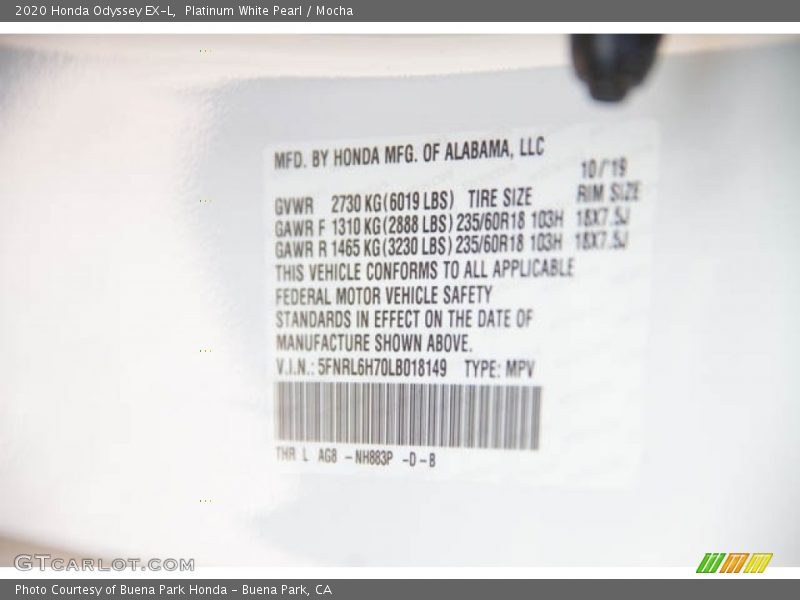 2020 Honda Odyssey EX-L,  Platinum White Pearl / Mocha
MFD. BY HONDA MFG. OF ALABAMA, LLC
10/19
GVWR 2730 KG(6019 LBS) TIRE SIZE RIM SIZE
GAWR F 1310 KG(2888 LBS) 235/60R18 103H 18X7.5J
GAWR R 1465 KG(3230 LBS) 235/60R18 103H 18X7.5J
THIS VEHICLE CONFORMS TO ALL APPLICABLE
FEDERAL MOTOR VEHICLE SAFETY
STANDARDS IN EFFECT ON THE DATE OF
MANUFACTURE SHOWN ABOVE.
V.I.N.: 5FNRL6H70LB018149 TYPE: MPV
THR L AG8 -NH883P -D-B
GTCARLOT.COM
Photo Courtesy of Buena Park Honda - Buena Park, CA